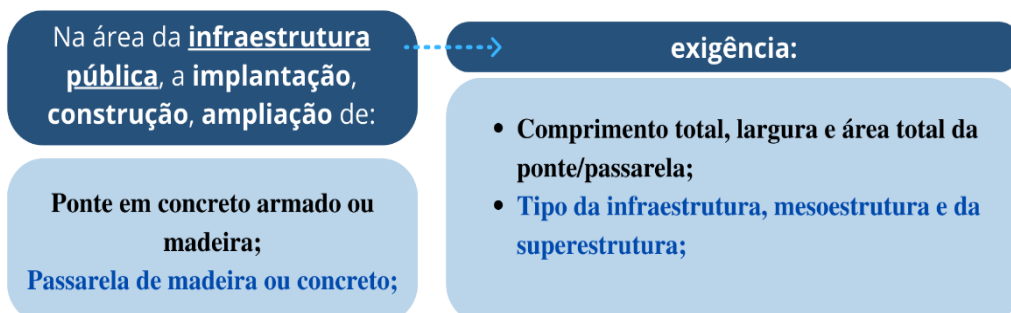 Na área da infraestrutura
pública, a implantação,
construção, ampliação de:
Ponte em concreto armado ou
madeira;
Passarela de madeira ou concreto;
exigência:
• Comprimento total, largura e área total da
ponte/passarela;
• Tipo da infraestrutura, mesoestrutura e da
superestrutura;